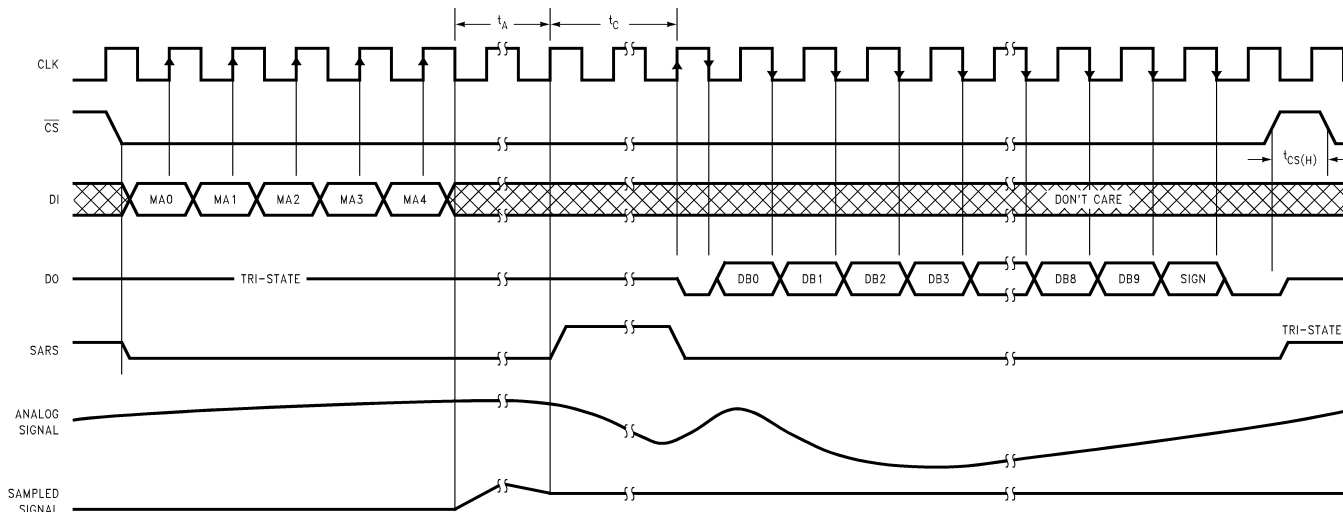 tA
tC
CLK
CS
tCS(H)
DI
MA0
MA1
MA2
MA3
MA4
DON'T CARE
DO
TRI-STATE
DB0
DB1
DB2
DB3
DB8
DB9
SIGN
SARS
TRI-STATE
ANALOG
SIGNAL
SAMPLED
SIGNAL